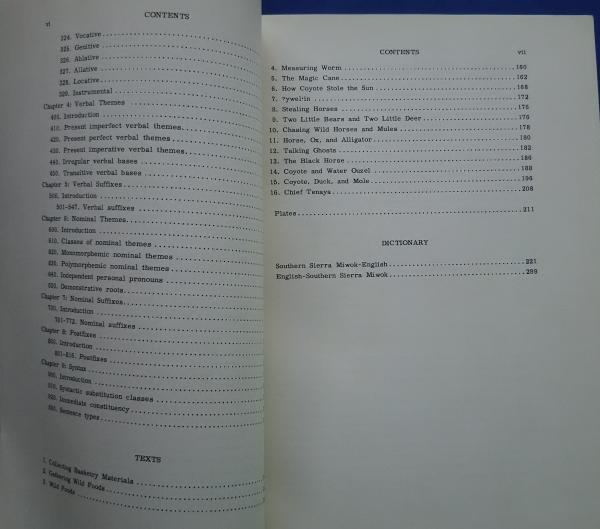 vi
CONTENTS
324. Vocative
325. Genitive
326. Ablative
327. Allative
328. Locative
329. Instrumental
Chapter 4: Verbal Themes
400. Introduction
410. Present imperfect verbal themes
420. Present perfect verbal themes
430. Present imperative verbal themes
440. Irregular verbal bases
450. Transitive verbal bases
Chapter 5: Verbal Suffixes
500. Introduction
501-547. Verbal suffixes
Chapter 6: Nominal Themes
600. Introduction
610. Classes of nominal themes
620. Monomorphemic nominal themes
630. Polymorphemic nominal themes
640. Independent personal pronouns
650. Demonstrative roots
Chapter 7: Nominal Suffixes
700. Introduction
701-772. Nominal suffixes
Chapter 8: Postfixes
800. Introduction
801-816. Postfixes
Chapter 9: Syntax
900. Introduction
910. Syntactic substitution classes
920. Immediate constituency
930. Sentence types
TEXTS
1. Collecting Basketry Materials
2. Gathering Wild Foods
3. Wild Foods
CONTENTS
vii
4. Measuring Worm 160
5. The Magic Cane 162
6. How Coyote Stole the Sun 168
7. ?ywel·in 172
8. Stealing Horses 175
9. Two Little Bears and Two Little Deer 176
10. Chasing Wild Horses and Mules 178
11. Horse, Ox, and Alligator 180
12. Talking Ghosts 182
13. The Black Horse 186
14. Coyote and Water Ouzel 188
15. Coyote, Duck, and Mole 196
16. Chief Tenaya 208
Plates 211
DICTIONARY
Southern Sierra Miwok-English 221
English-Southern Sierra Miwok 289